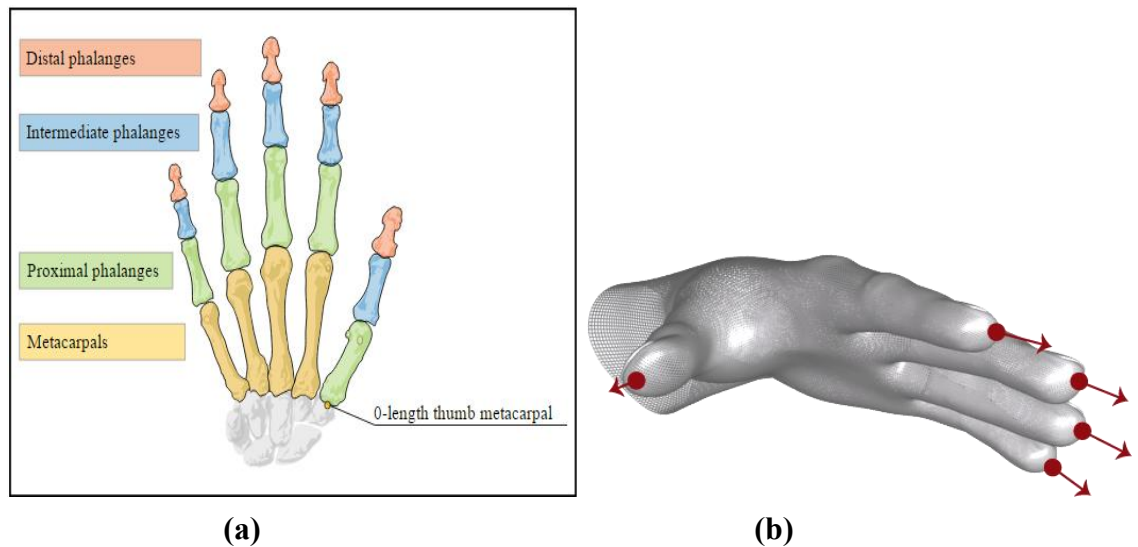 Distal phalanges
Intermediate phalanges
Proximal phalanges
Metacarpals
0-length thumb metacarpal
(a)
(b)